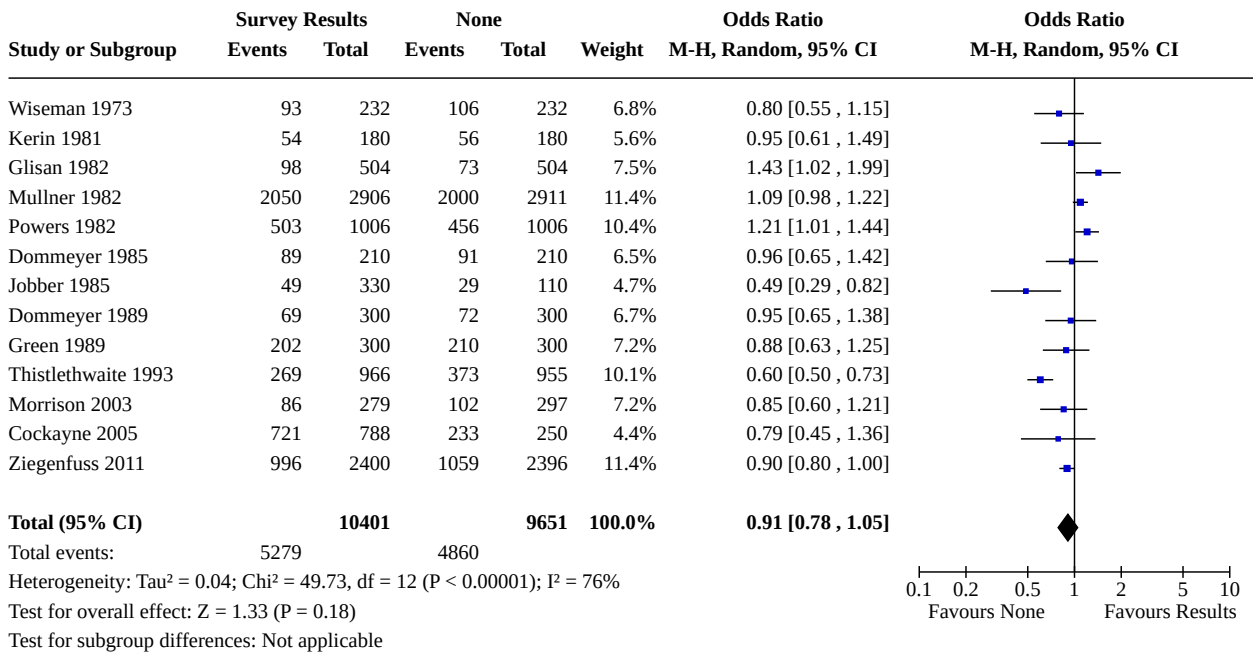 Survey Results None Odds Ratio Odds Ratio
Study or Subgroup Events Total Events Total Weight M-H, Random, 95% CI M-H, Random, 95% CI
Wiseman 1973 93 232 106 232 6.8% 0.80 [0.55 , 1.15]
Kerin 1981 54 180 56 180 5.6% 0.95 [0.61 , 1.49]
Glisan 1982 98 504 73 504 7.5% 1.43 [1.02 , 1.99]
Mullner 1982 2050 2906 2000 2911 11.4% 1.09 [0.98 , 1.22]
Powers 1982 503 1006 456 1006 10.4% 1.21 [1.01 , 1.44]
Dommeyer 1985 89 210 91 210 6.5% 0.96 [0.65 , 1.42]
Jobber 1985 49 330 29 110 4.7% 0.49 [0.29 , 0.82]
Dommeyer 1989 69 300 72 300 6.7% 0.95 [0.65 , 1.38]
Green 1989 202 300 210 300 7.2% 0.88 [0.63 , 1.25]
Thistlethwaite 1993 269 966 373 955 10.1% 0.60 [0.50 , 0.73]
Morrison 2003 86 279 102 297 7.2% 0.85 [0.60 , 1.21]
Cockayne 2005 721 788 233 250 4.4% 0.79 [0.45 , 1.36]
Ziegenfuss 2011 996 2400 1059 2396 11.4% 0.90 [0.80 , 1.00]
Total (95% CI) 10401 9651 100.0% 0.91 [0.78 , 1.05]
Total events: 5279 4860
Heterogeneity: Tau² = 0.04; Chi² = 49.73, df = 12 (P < 0.00001); I² = 76%
0.1 0.2 0.5 1 2 5 10
Test for overall effect: Z = 1.33 (P = 0.18)
Favours None Favours Results
Test for subgroup differences: Not applicable